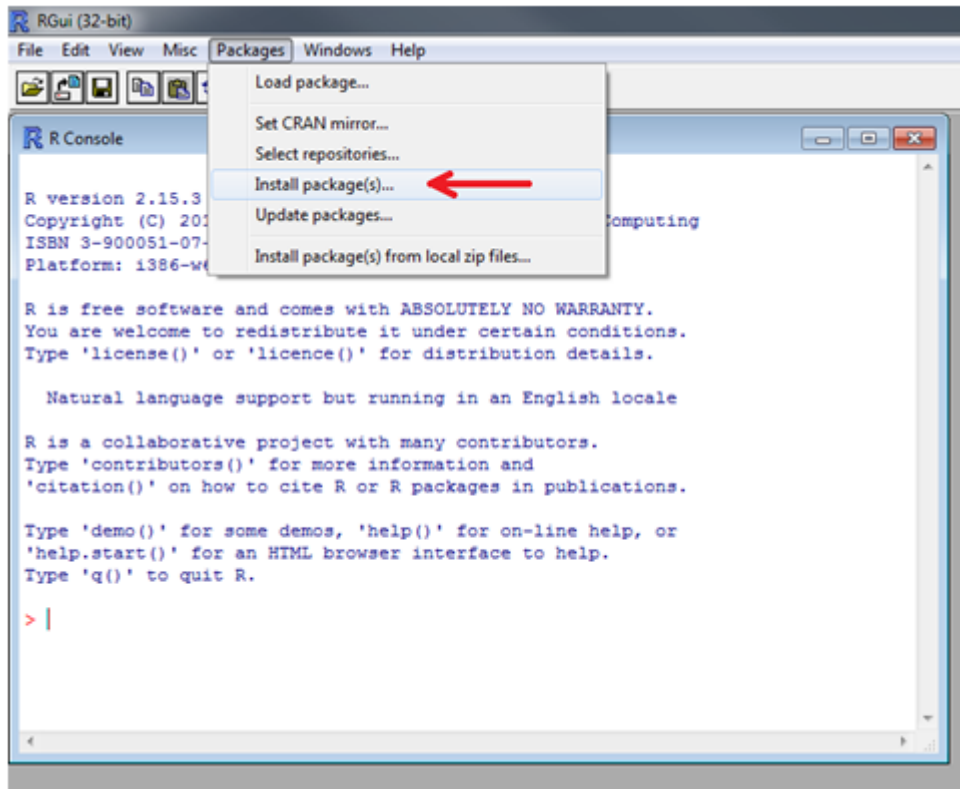 RGui (32-bit)
File Edit View Misc Packages Windows Help
Load package...
Set CRAN mirror...
Select repositories...
Install package(s)...
Update packages...
Install package(s) from local zip files...
R Console
R version 2.15.3
Copyright (C) 201 Computing
ISBN 3-900051-07-
Platform: i386-w
R is free software and comes with ABSOLUTELY NO WARRANTY.
You are welcome to redistribute it under certain conditions.
Type 'license()' or 'licence()' for distribution details.
Natural language support but running in an English locale
R is a collaborative project with many contributors.
Type 'contributors()' for more information and
'citation()' on how to cite R or R packages in publications.
Type 'demo()' for some demos, 'help()' for on-line help, or
'help.start()' for an HTML browser interface to help.
Type 'q()' to quit R.
>